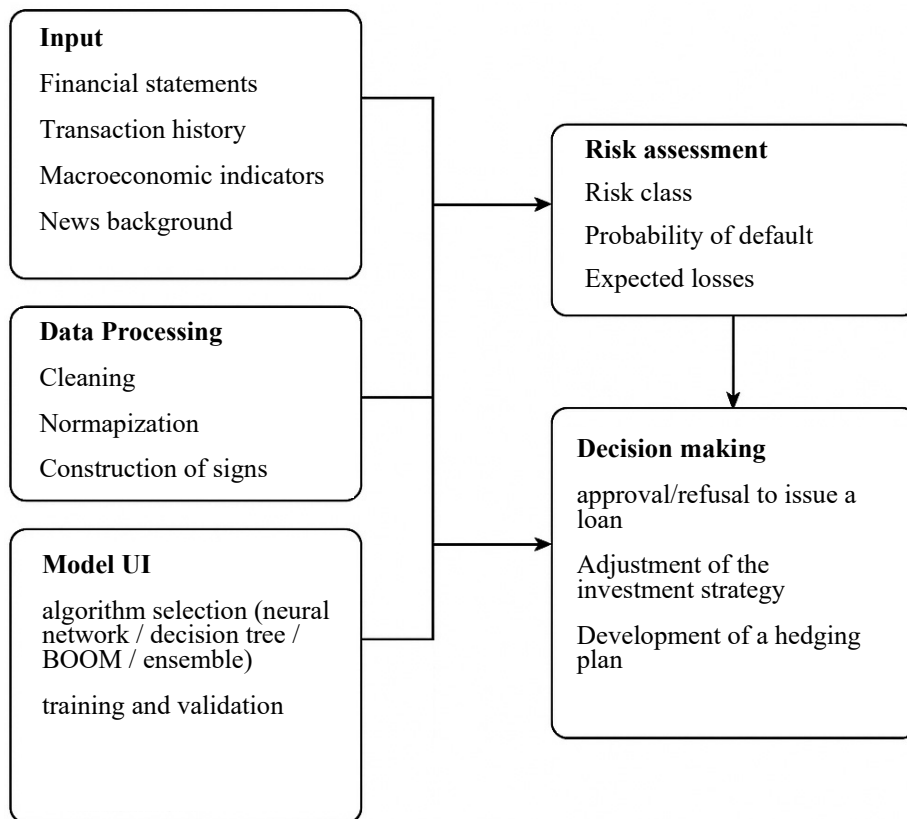 Input
Financial statements
Transaction history
Macroeconomic indicators
News background
Data Processing
Cleaning
Normapization
Construction of signs
Model UI
algorithm selection (neural
network / decision tree /
BOOM / ensemble)
training and validation
Risk assessment
Risk class
Probability of default
Expected losses
Decision making
approval/refusal to issue a
loan
Adjustment of the
investment strategy
Development of a hedging
plan